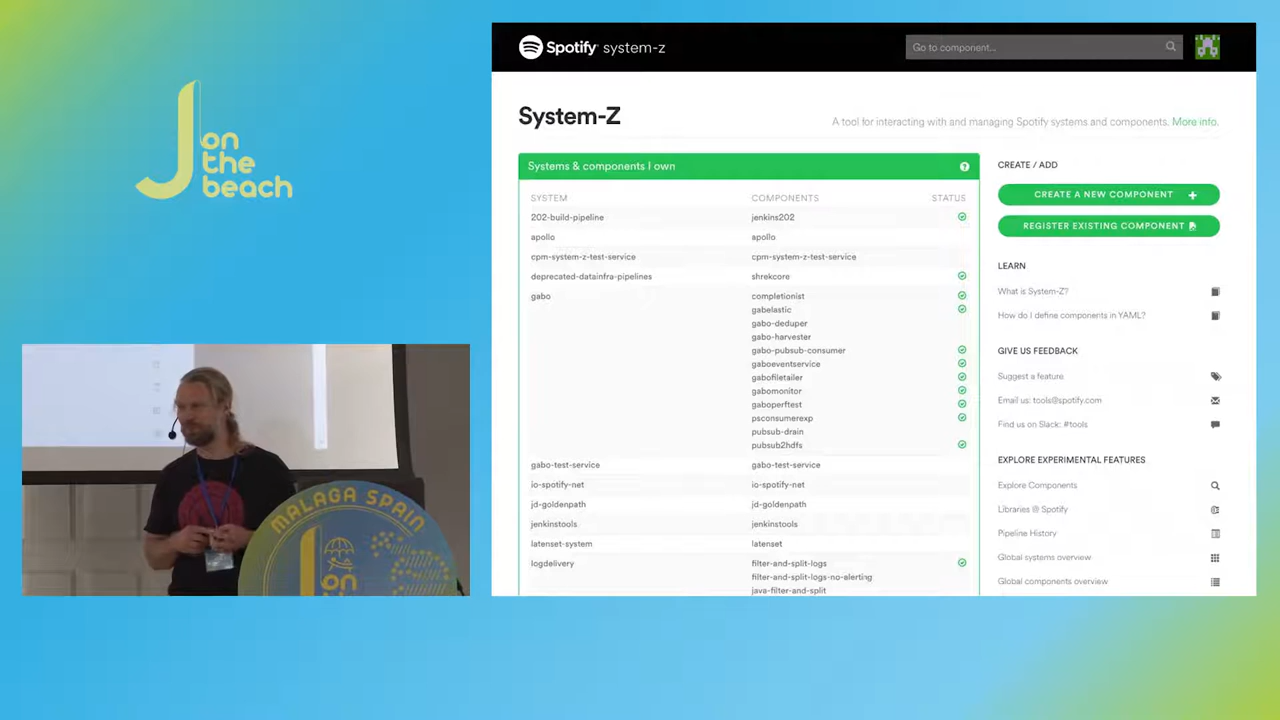 J on
the
beach
MALAGA SPAIN
J on
Spotify system-z
Go to component...
System-Z
A tool for interacting with and managing Spotify systems and components. More info.
Systems & components I own
SYSTEM COMPONENTS STATUS
202-build-pipeline jenkins202
apollo apollo
cpm-system-z-test-service cpm-system-z-test-service
deprecated-datainfra-pipelines shrekcore
gabo completionist
gabelastic
gabo-deduper
gabo-harvester
gabo-pubsub-consumer
gaboeventservice
gabofiletailer
gabomonitor
gaboperftest
psconsumerexp
pubsub-drain
pubsub2hdfs
gabo-test-service gabo-test-service
io-spotify-net io-spotify-net
jd-goldenpath jd-goldenpath
jenkinstools jenkinstools
latenset-system latenset
logdelivery filter-and-split-logs
filter-and-split-logs-no-alerting
java-filter-and-split
CREATE / ADD
CREATE A NEW COMPONENT +
REGISTER EXISTING COMPONENT
LEARN
What is System-Z?
How do I define components in YAML?
GIVE US FEEDBACK
Suggest a feature
Email us: tools@spotify.com
Find us on Slack: #tools
EXPLORE EXPERIMENTAL FEATURES
Explore Components
Libraries @ Spotify
Pipeline History
Global systems overview
Global components overview